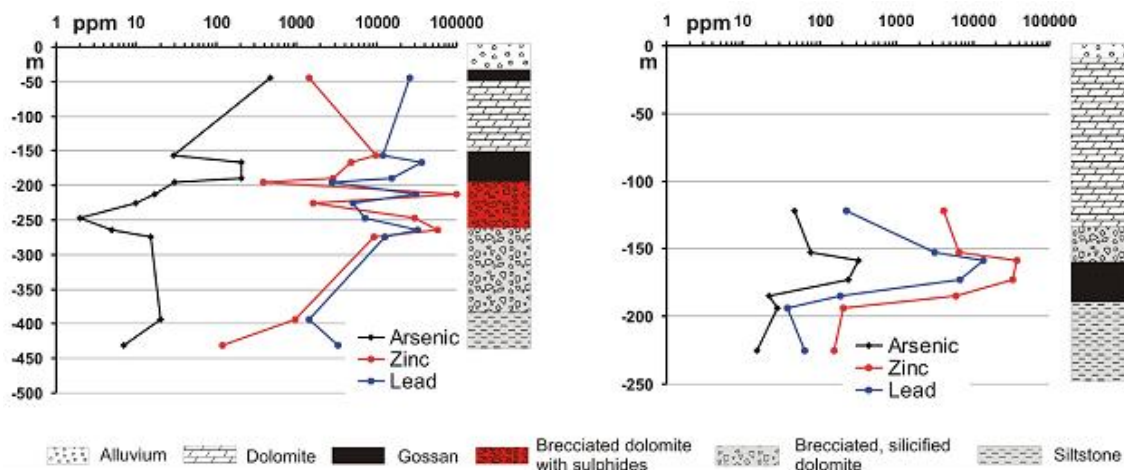 ppm 10 100 1000 10000 100000
0
m
-50
-100
-150
-200
-250
-300
-350
-400
-450
-500
Arsenic
Zinc
Lead
1 ppm 10 100 1000 10000 100000
0
m
-50
-100
-150
-200
-250
Arsenic
Zinc
Lead
Alluvium Dolomite Gossan Brecciated dolomite with sulphides Brecciated, silicified dolomite Siltstone